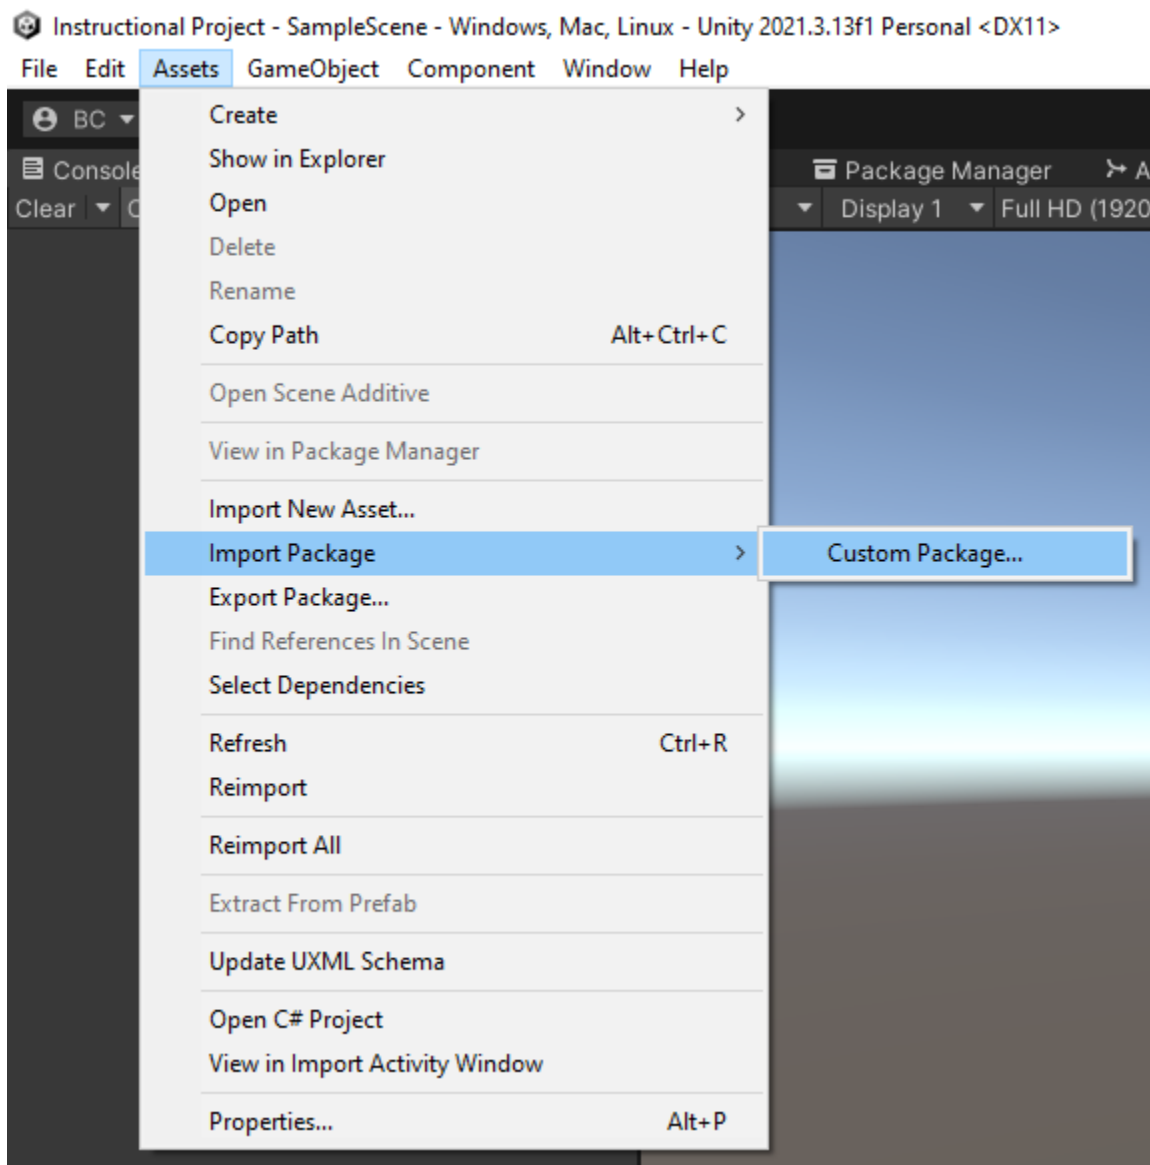 Instructional Project - SampleScene - Windows, Mac, Linux - Unity 2021.3.13f1 Personal <DX11>
File Edit Assets GameObject Component Window Help
BC
Create
Show in Explorer
Console
Package Manager
Clear
Open
Display 1 Full HD (1920
Delete
Rename
Copy Path Alt+Ctrl+C
Open Scene Additive
View in Package Manager
Import New Asset...
Import Package Custom Package...
Export Package...
Find References In Scene
Select Dependencies
Refresh Ctrl+R
Reimport
Reimport All
Extract From Prefab
Update UXML Schema
Open C# Project
View in Import Activity Window
Properties... Alt+P